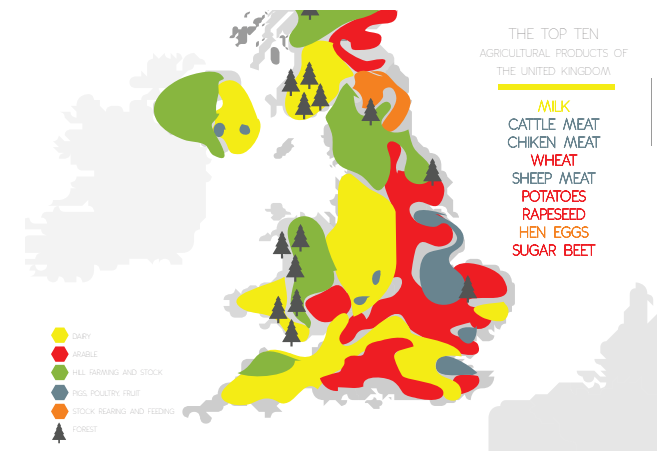 THE TOP TEN
AGRICULTURAL PRODUCTS OF
THE UNITED KINGDOM
MILK
CATTLE MEAT
CHIKEN MEAT
WHEAT
SHEEP MEAT
POTATOES
RAPESEED
HEN EGGS
SUGAR BEET
DAIRY
ARABLE
HILL FARMING AND STOCK
PIGS, POULTRY, FRUIT
STOCK REARING AND FEEDING
FOREST